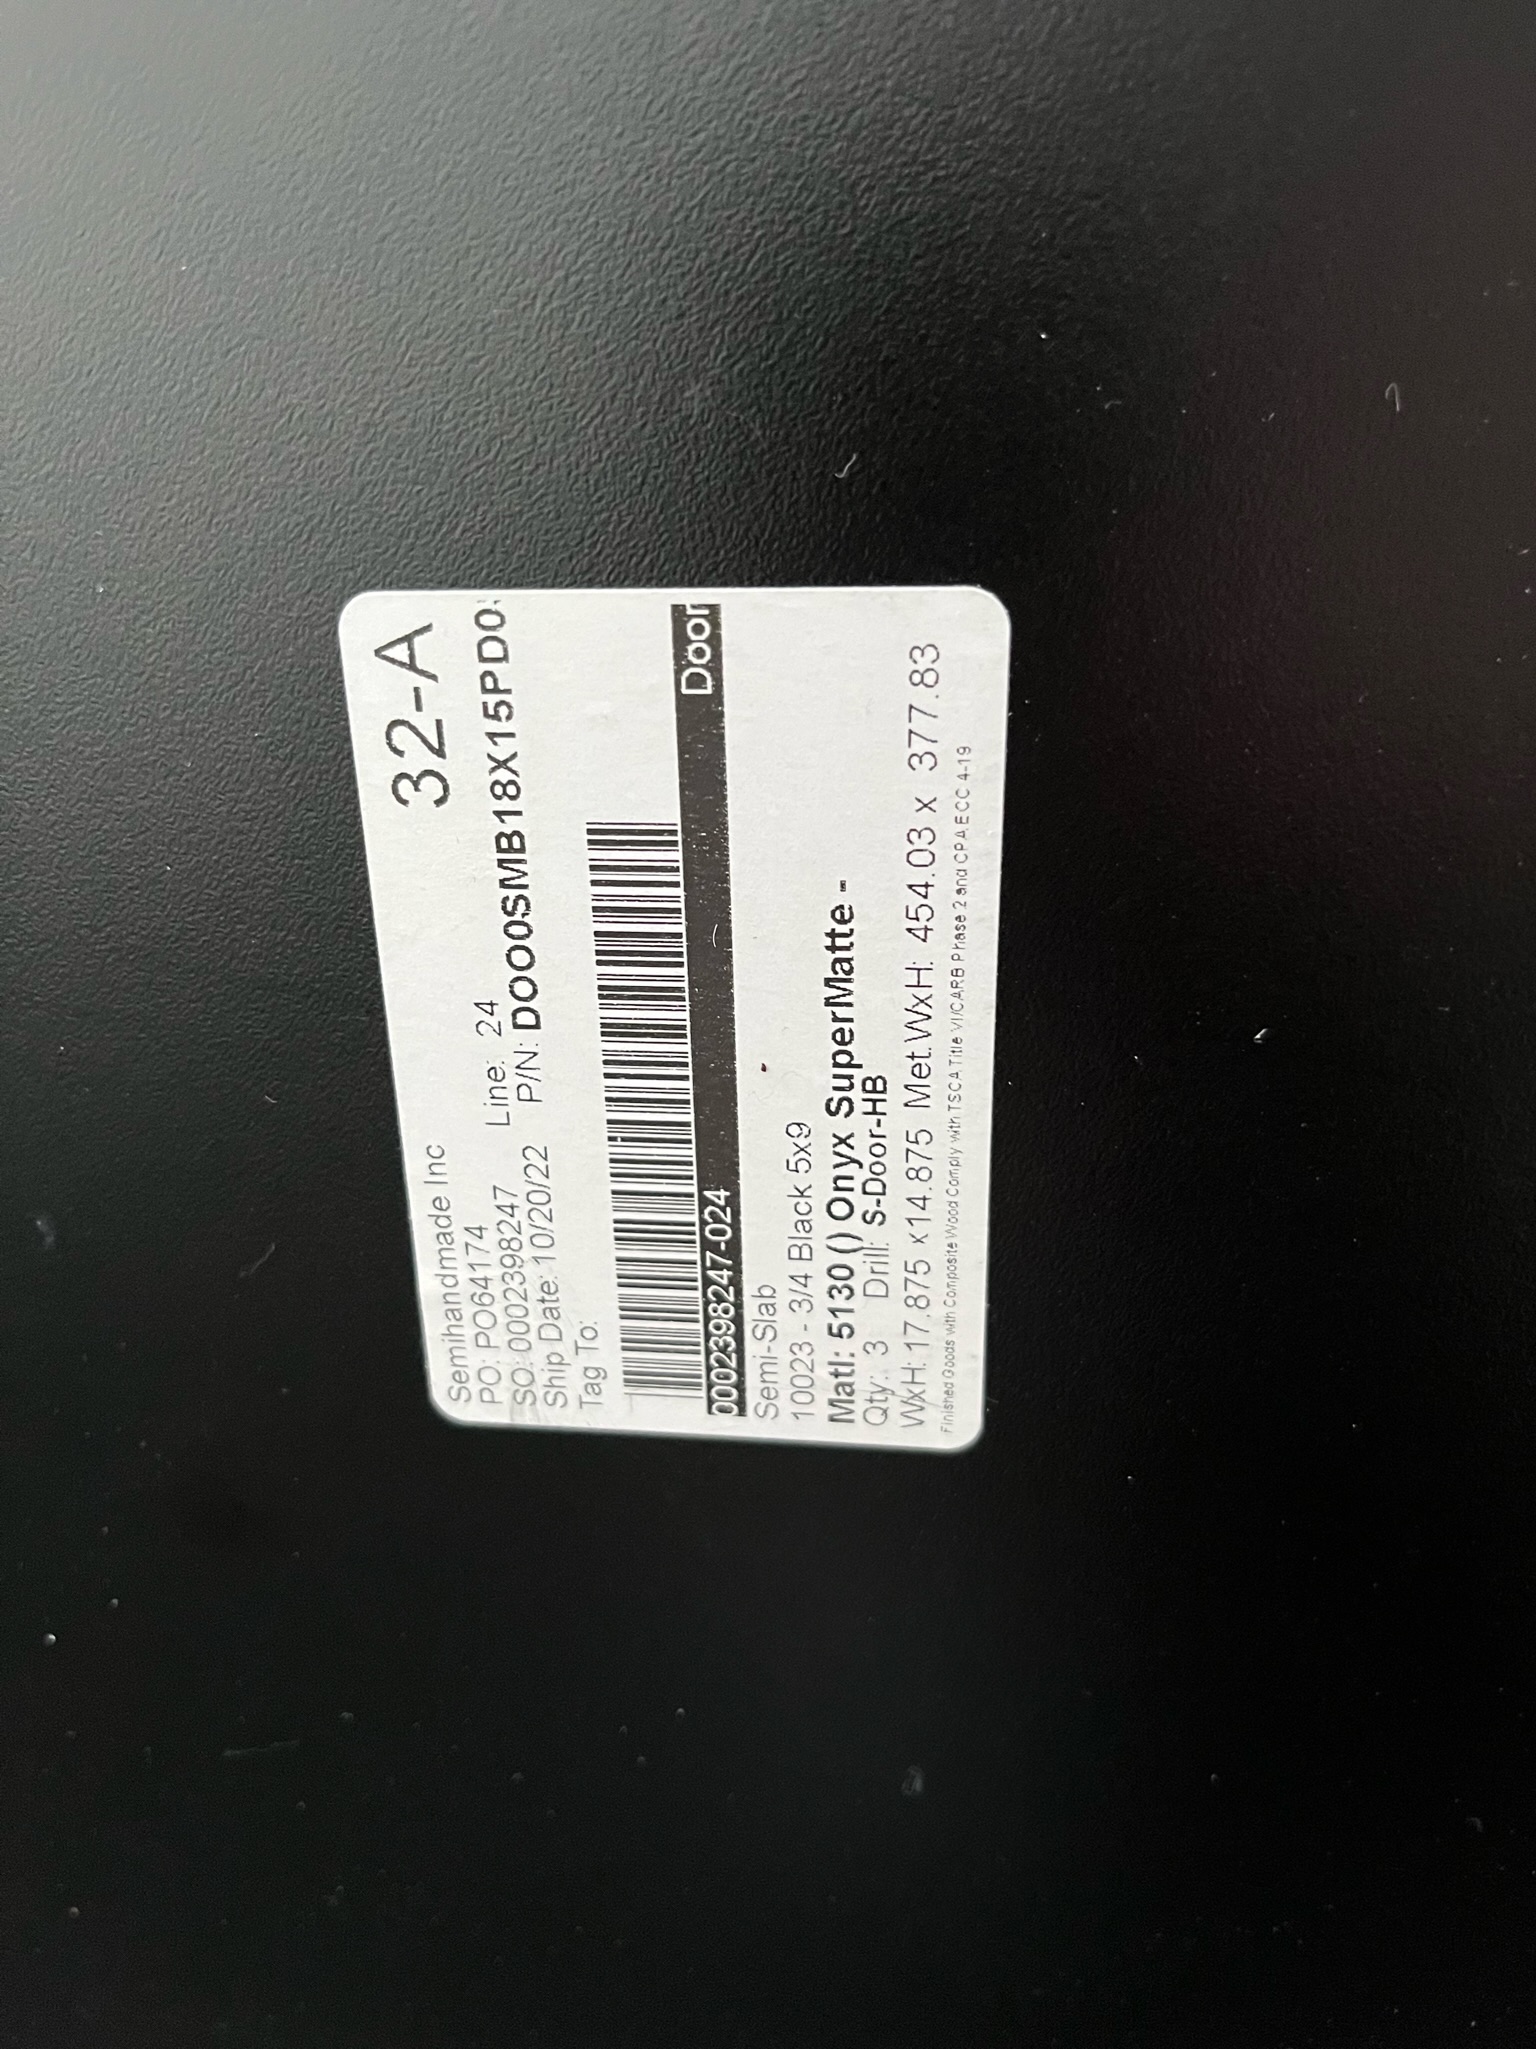 32-A
Semihandmade Inc
PO: PO64174
SO: 0002398247 Line: 24
Ship Date: 10/20/22 P/N: DOO0SMB18X15PD0
Tag To:
0002398247-024 Door
Semi-Slab
10023 - 3/4 Black 5x9
Matl: 5130 () Onyx SuperMatte -
Qty: 3 Drill: S-Door-HB
WxH: 17.875 x14.875 Met.WxH: 454.03 x 377.83
Finished Goods with Composite Wood Comply with TSCA Title VI/CARB Phase 2 and CPA ECC 4-19